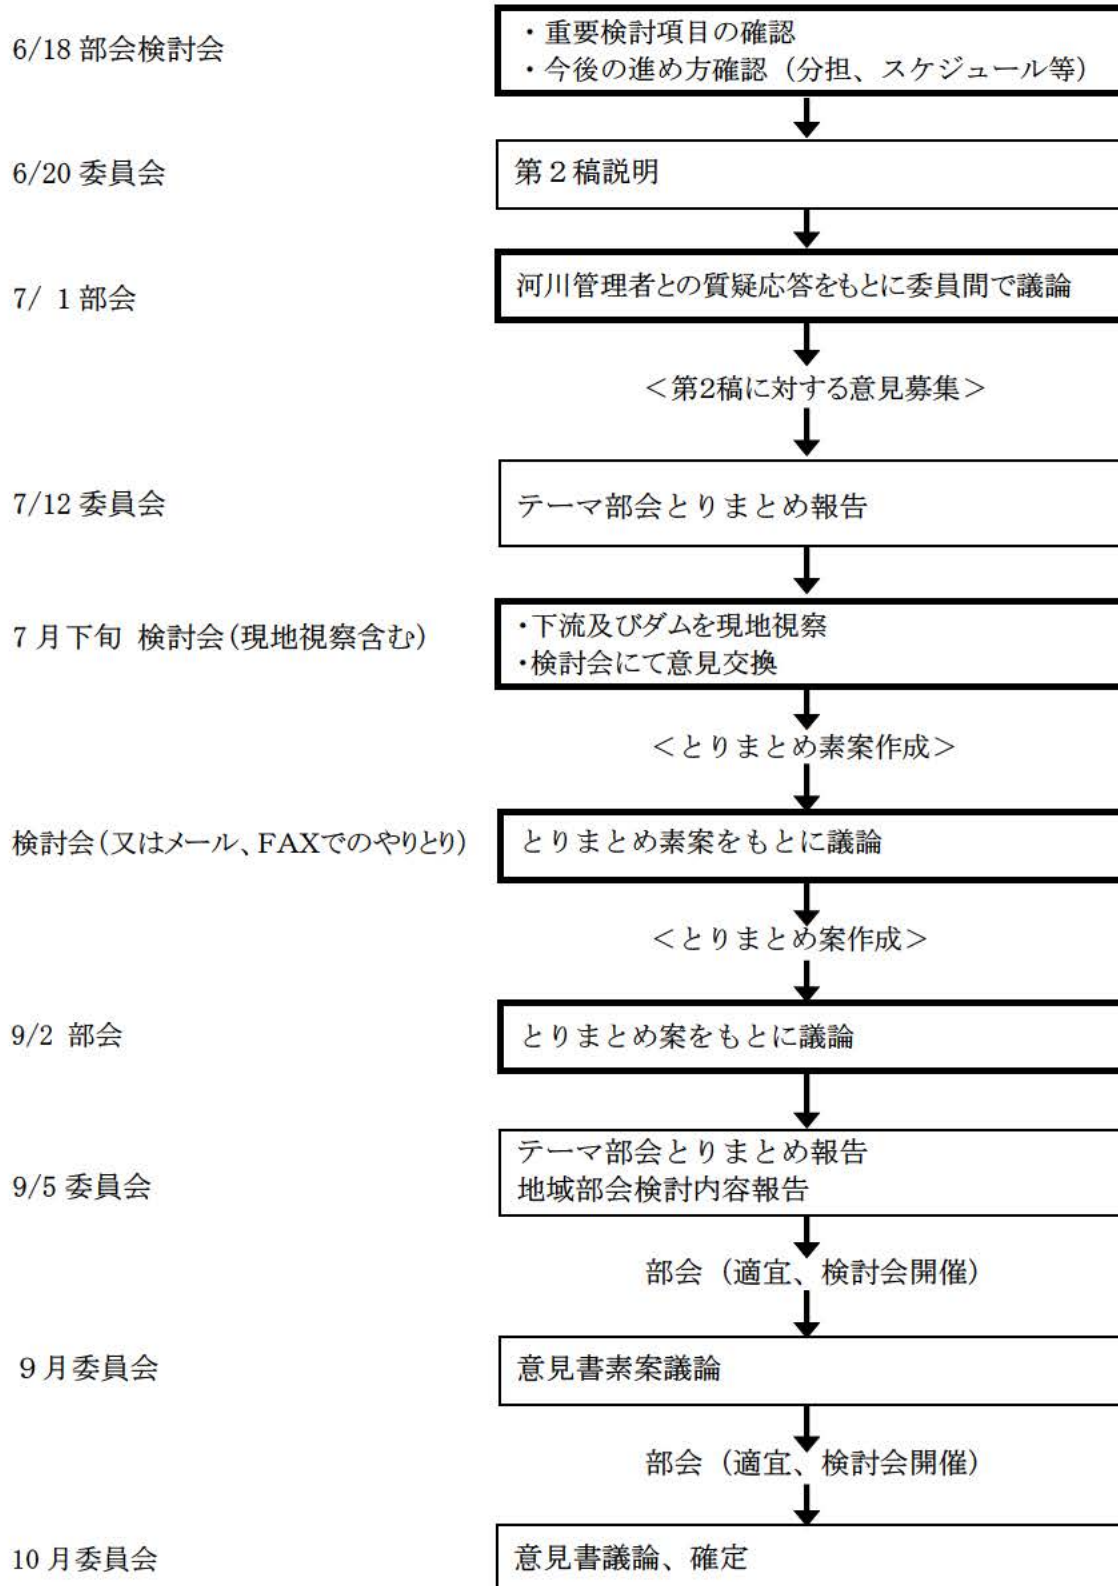 6/18 部会検討会
・重要検討項目の確認
・今後の進め方確認（分担、スケジュール等）
6/20 委員会
第２稿説明
7/ 1 部会
河川管理者との質疑応答をもとに委員間で議論
＜第2稿に対する意見募集＞
7/12 委員会
テーマ部会とりまとめ報告
7 月下旬 検討会（現地視察含む）
・下流及びダムを現地視察
・検討会にて意見交換
＜とりまとめ素案作成＞
検討会（又はメール、FAXでのやりとり）
とりまとめ素案をもとに議論
＜とりまとめ案作成＞
9/2 部会
とりまとめ案をもとに議論
9/5 委員会
テーマ部会とりまとめ報告
地域部会検討内容報告
部会（適宜、検討会開催）
９月委員会
意見書素案議論
部会（適宜、検討会開催）
10 月委員会
意見書議論、確定